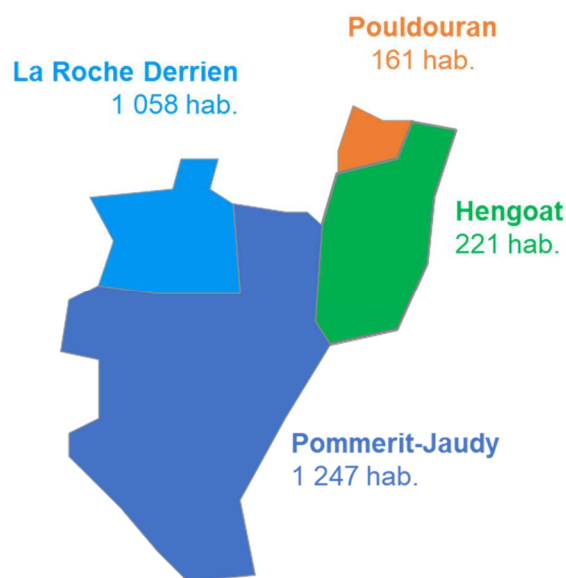 Pouldouran
161 hab.
La Roche Derrien
1 058 hab.
Hengoat
221 hab.
Pommerit-Jaudy
1 247 hab.